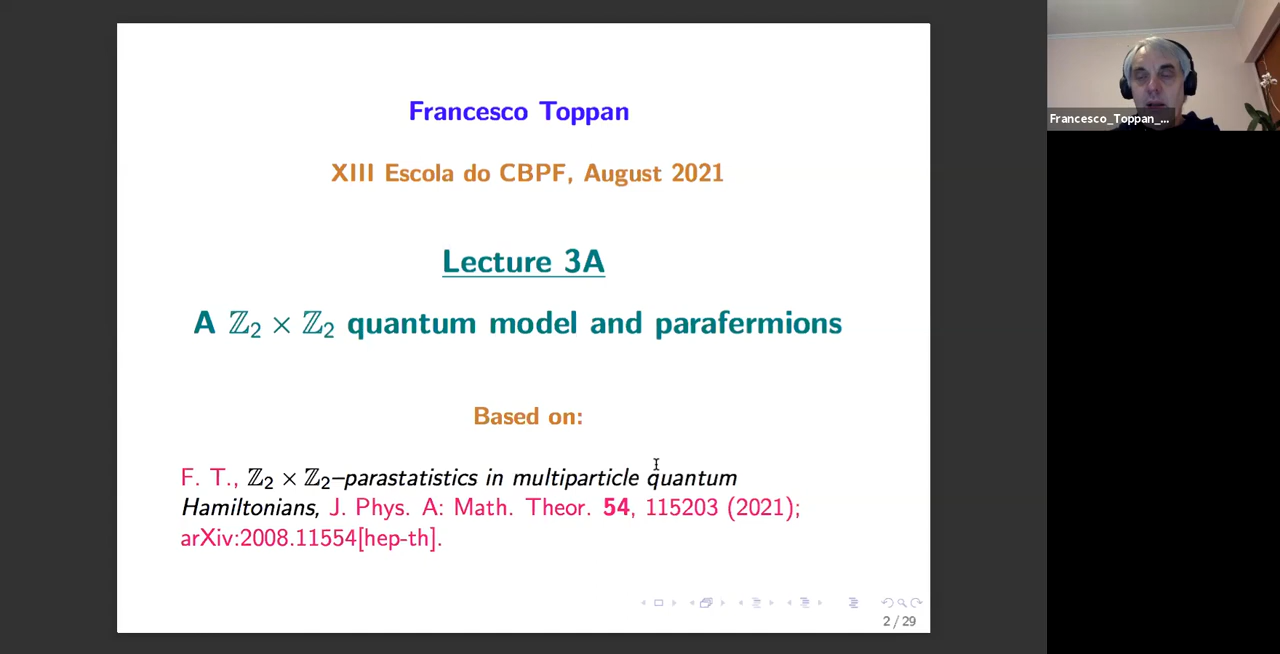 Francesco Toppan
XIII Escola do CBPF, August 2021
Lecture 3A
A ℤ₂ × ℤ₂ quantum model and parafermions
Based on:
F. T., ℤ₂ × ℤ₂–parastatistics in multiparticle quantum
Hamiltonians, J. Phys. A: Math. Theor. 54, 115203 (2021);
arXiv:2008.11554[hep-th].
2 / 29
Francesco_Toppan_...